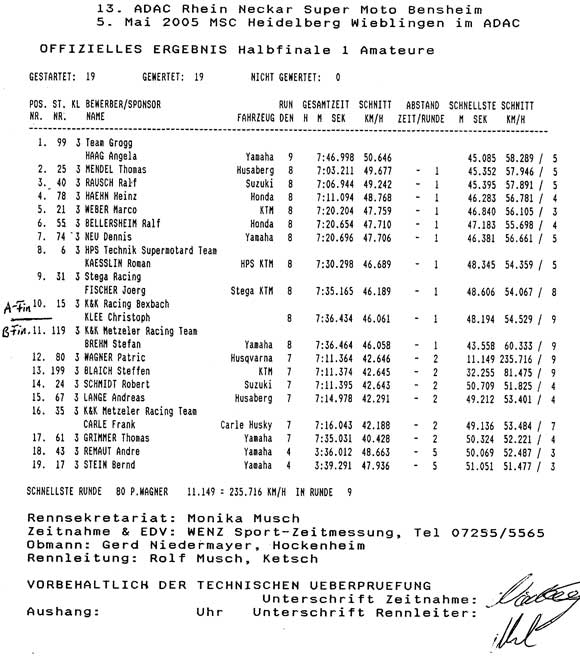 13. ADAC Rhein Neckar Super Moto Bensheim
5. Mai 2005 MSC Heidelberg Wieblingen im ADAC
OFFIZIELLES ERGEBNIS Halbfinale 1 Amateure
GESTARTET: 19 GEWERTET: 19 NICHT GEWERTET: 0
POS. ST. KL BEWERBER/SPONSOR RUN GESAMTZEIT SCHNITT ABSTAND SCHNELLSTE SCHNITT
NR. NR. NAME FAHRZEUG DEN H M SEK KM/H ZEIT/RUNDE M SEK KM/H
1. 99 3 Team Grogg
HAAG Angela Yamaha 9 7:46.998 50.646 45.085 58.289 / 5
2. 25 3 MENDEL Thomas Husaberg 8 7:03.211 49.677 - 1 45.352 57.946 / 5
3. 40 3 RAUSCH Ralf Suzuki 8 7:06.944 49.242 - 1 45.395 57.891 / 5
4. 78 3 HAEHN Heinz Honda 8 7:11.094 48.768 - 1 46.283 56.781 / 4
5. 21 3 WEBER Marco KTM 8 7:20.204 47.759 - 1 46.840 56.105 / 3
6. 55 3 BELLERSHEIM Ralf Honda 8 7:20.654 47.710 - 1 47.183 55.698 / 4
7. 74 3 NEU Dennis Yamaha 8 7:20.696 47.706 - 1 46.381 56.661 / 5
8. 6 3 HPS Technik Supermotard Team
KAESSLIN Roman HPS KTM 8 7:30.298 46.689 - 1 48.345 54.359 / 5
9. 31 3 Stega Racing
FISCHER Joerg Stega KTM 8 7:35.165 46.189 - 1 48.606 54.067 / 8
A-Fin 10. 15 3 K&K Racing Bexbach
KLEE Christoph 8 7:36.434 46.061 - 1 48.194 54.529 / 9
B Fin. 11. 119 3 K&K Metzeler Racing Team
BREHM Stefan Yamaha 8 7:36.464 46.058 - 1 43.558 60.333 / 9
12. 80 3 WAGNER Patric Husqvarna 7 7:11.364 42.646 - 2 11.149 235.716 / 9
13. 199 3 BLAICH Steffen KTM 7 7:11.374 42.645 - 2 32.255 81.475 / 9
14. 24 3 SCHMIDT Robert Suzuki 7 7:11.395 42.643 - 2 50.709 51.825 / 4
15. 67 3 LANGE Andreas Husaberg 7 7:14.978 42.291 - 2 49.212 53.401 / 4
16. 35 3 K&K Metzeler Racing Team
CARLE Frank Carle Husky 7 7:16.043 42.188 - 2 49.136 53.484 / 7
17. 61 3 GRIMMER Thomas Yamaha 7 7:35.031 40.428 - 2 50.324 52.221 / 4
18. 43 3 REMAUT Andre Yamaha 4 3:36.012 48.663 - 5 50.069 52.487 / 3
19. 17 3 STEIN Bernd Yamaha 4 3:39.291 47.936 - 5 51.051 51.477 / 3
SCHNELLSTE RUNDE 80 P.WAGNER 11.149 = 235.716 KM/H IN RUNDE 9
Rennsekretariat: Monika Musch
Zeitnahme & EDV: WENZ Sport-Zeitmessung, Tel 07255/5565
Obmann: Gerd Niedermayer, Hockenheim
Rennleitung: Rolf Musch, Ketsch
VORBEHALTLICH DER TECHNISCHEN UEBERPRUEFUNG
Unterschrift Zeitnahme:
Aushang: Uhr Unterschrift Rennleiter: